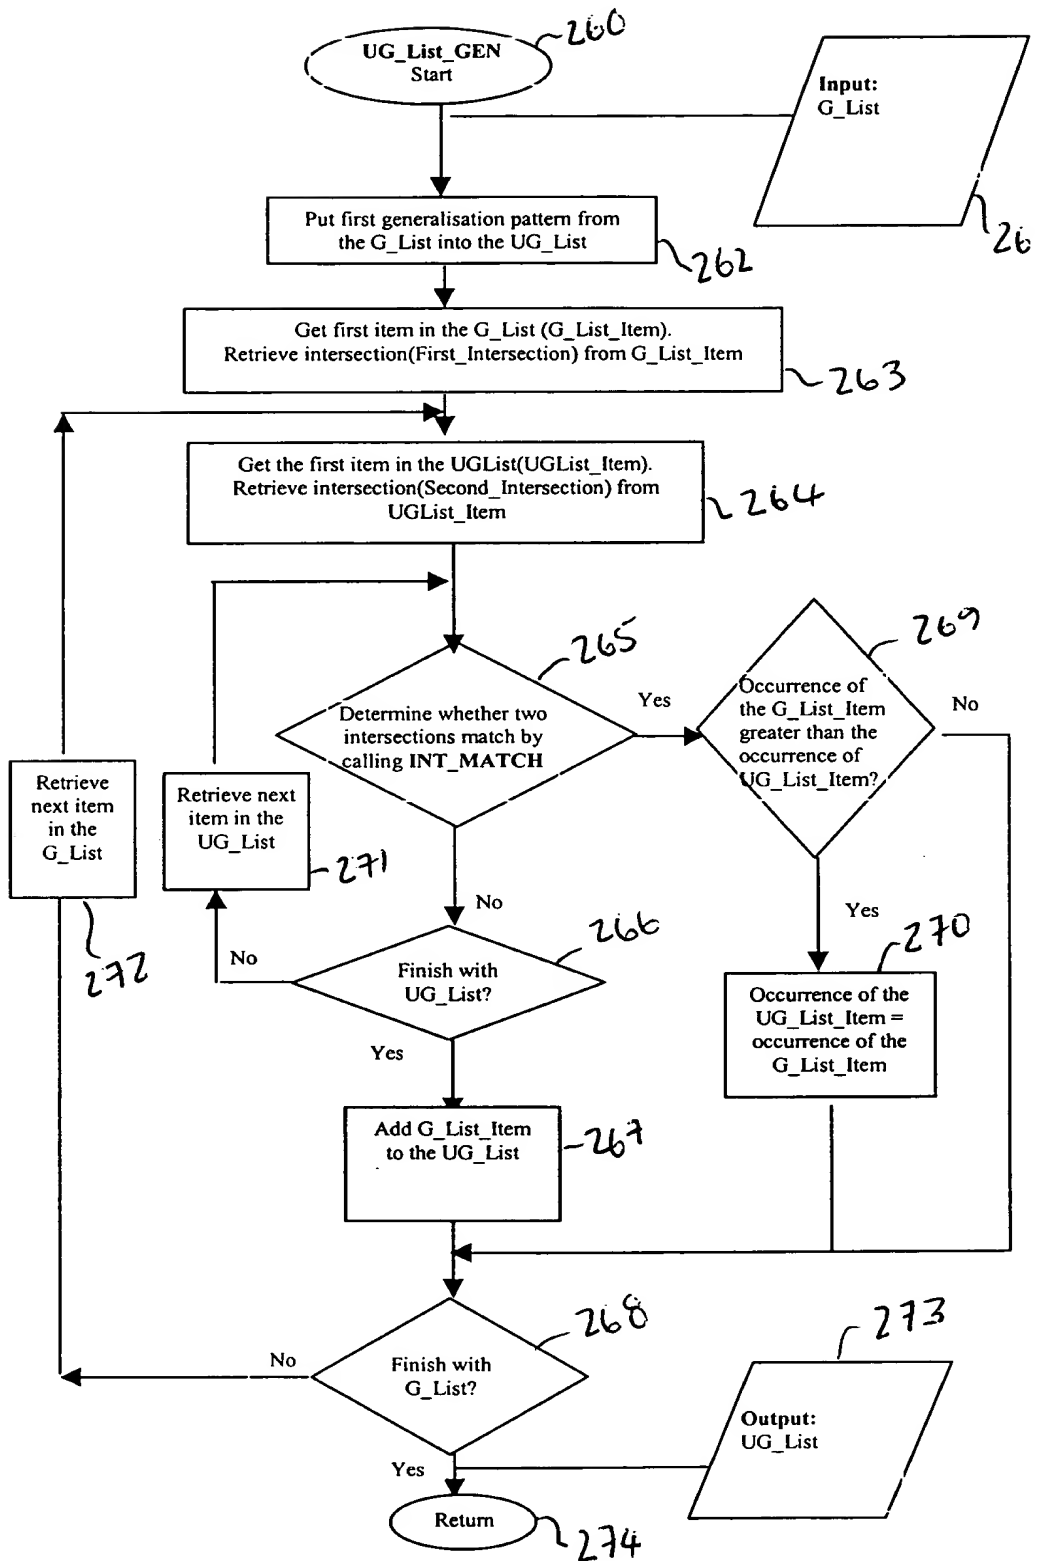 UG_List_GEN
Start
260
Input:
G_List
26
Put first generalisation pattern from
the G_List into the UG_List
262
Get first item in the G_List (G_List_Item).
Retrieve intersection(First_Intersection) from G_List_Item
263
Get the first item in the UGList(UGList_Item).
Retrieve intersection(Second_Intersection) from
UGList_Item
264
265
Determine whether two
intersections match by
calling INT_MATCH
Yes
269
Occurrence of
the G_List_Item
greater than the
occurrence of
UG_List_Item?
No
Retrieve
next item
in the
G_List
272
Retrieve next
item in the
UG_List
271
No
Yes
266
Finish with
UG_List?
No
Yes
270
Occurrence of the
UG_List_Item =
occurrence of the
G_List_Item
Add G_List_Item
to the UG_List
267
268
Finish with
G_List?
No
Yes
273
Output:
UG_List
Return
274